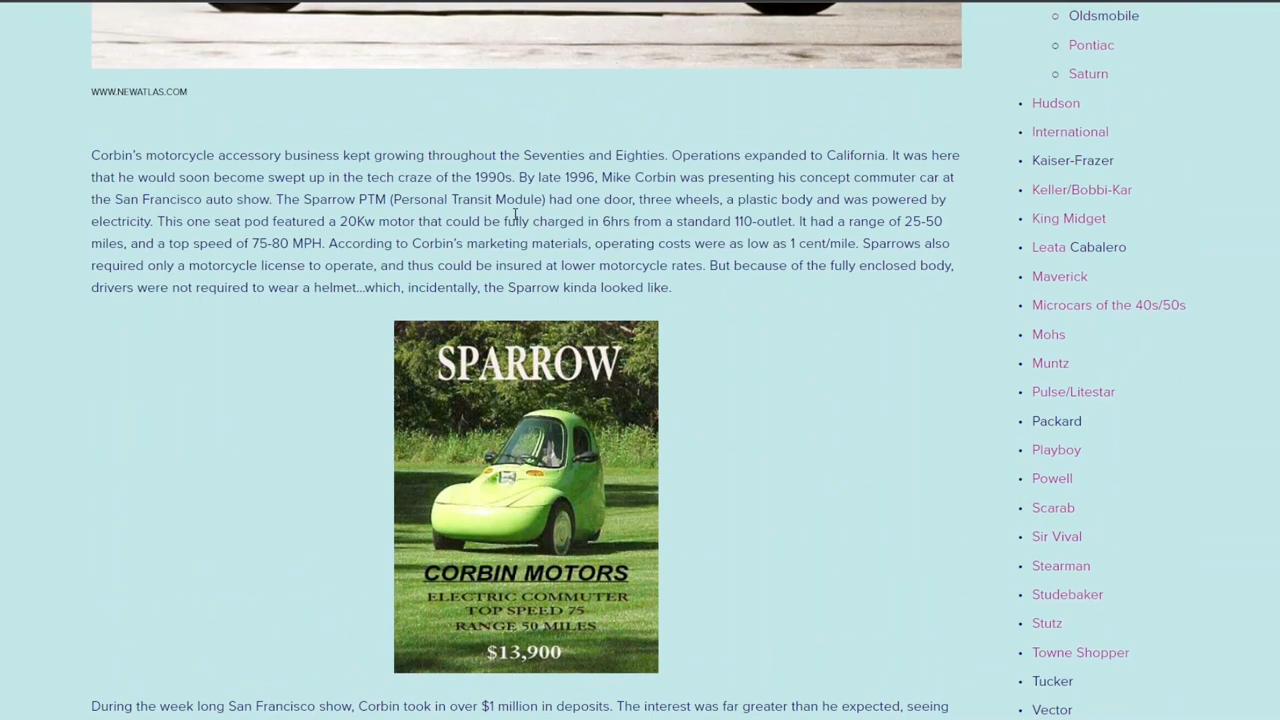 WWW.NEWATLAS.COM
Corbin’s motorcycle accessory business kept growing throughout the Seventies and Eighties. Operations expanded to California. It was here
that he would soon become swept up in the tech craze of the 1990s. By late 1996, Mike Corbin was presenting his concept commuter car at
the San Francisco auto show. The Sparrow PTM (Personal Transit Module) had one door, three wheels, a plastic body and was powered by
electricity. This one seat pod featured a 20Kw motor that could be fully charged in 6hrs from a standard 110-outlet. It had a range of 25-50
miles, and a top speed of 75-80 MPH. According to Corbin’s marketing materials, operating costs were as low as 1 cent/mile. Sparrows also
required only a motorcycle license to operate, and thus could be insured at lower motorcycle rates. But because of the fully enclosed body,
drivers were not required to wear a helmet…which, incidentally, the Sparrow kinda looked like.
SPARROW
CORBIN MOTORS
ELECTRIC COMMUTER
TOP SPEED 75
RANGE 50 MILES
$13,900
During the week long San Francisco show, Corbin took in over $1 million in deposits. The interest was far greater than he expected, seeing
Oldsmobile
Pontiac
Saturn
Hudson
International
Kaiser-Frazer
Keller/Bobbi-Kar
King Midget
Leata Cabalero
Maverick
Microcars of the 40s/50s
Mohs
Muntz
Pulse/Litestar
Packard
Playboy
Powell
Scarab
Sir Vival
Stearman
Studebaker
Stutz
Towne Shopper
Tucker
Vector